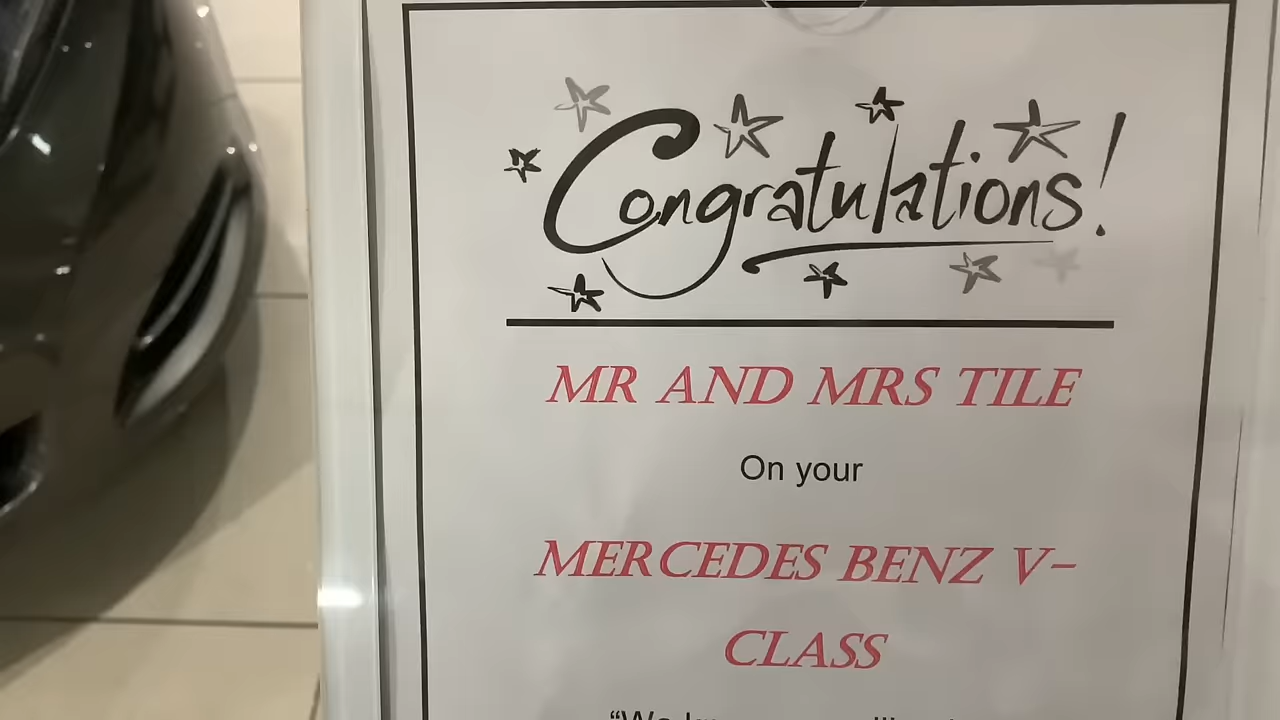 Congratulations!
MR AND MRS TILE
On your
MERCEDES BENZ V-
CLASS